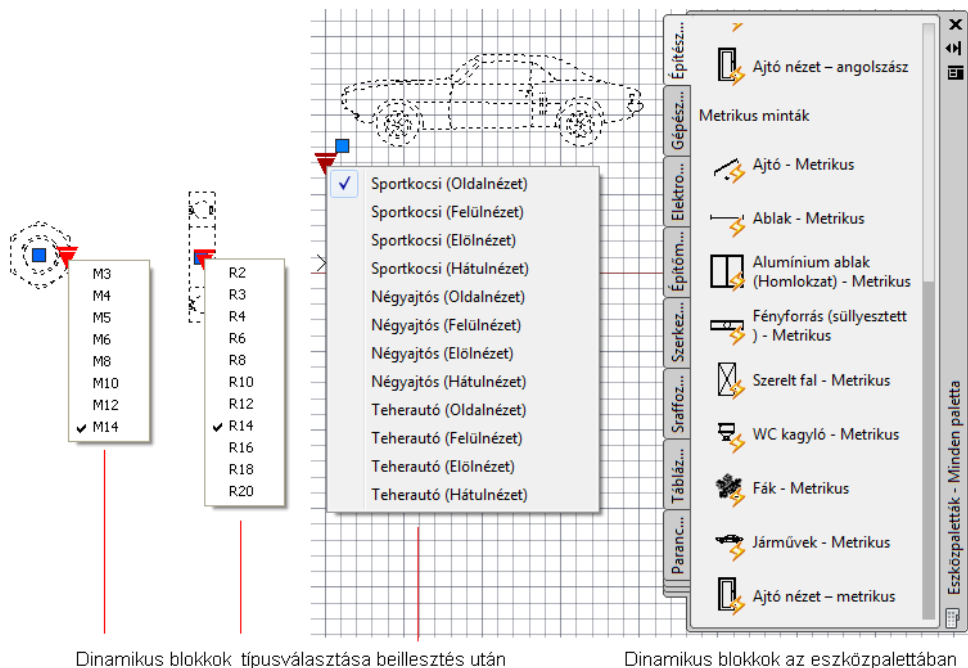 M3
M4
M5
M6
M8
M10
M12
M14
R2
R3
R4
R6
R8
R10
R12
R14
R16
R18
R20
Sportkocsi (Oldalnézet)
Sportkocsi (Felülnézet)
Sportkocsi (Elölnézet)
Sportkocsi (Hátulnézet)
Négyajtós (Oldalnézet)
Négyajtós (Felülnézet)
Négyajtós (Elölnézet)
Négyajtós (Hátulnézet)
Teherautó (Oldalnézet)
Teherautó (Felülnézet)
Teherautó (Elölnézet)
Teherautó (Hátulnézet)
Építész...
Gépész...
Elektro...
Építőm...
Szerkez...
Sraffoz...
Tábláz...
Paranc...
Ajtó nézet – angolszász
Metrikus minták
Ajtó - Metrikus
Ablak - Metrikus
Alumínium ablak
(Homlokzat) - Metrikus
Fényforrás (süllyesztett
) - Metrikus
Szerelt fal - Metrikus
WC kagyló - Metrikus
Fák - Metrikus
Járművek - Metrikus
Ajtó nézet – metrikus
Eszközpaletták - Minden paletta
Dinamikus blokkok típusválasztása beillesztés után
Dinamikus blokkok az eszközpalettában